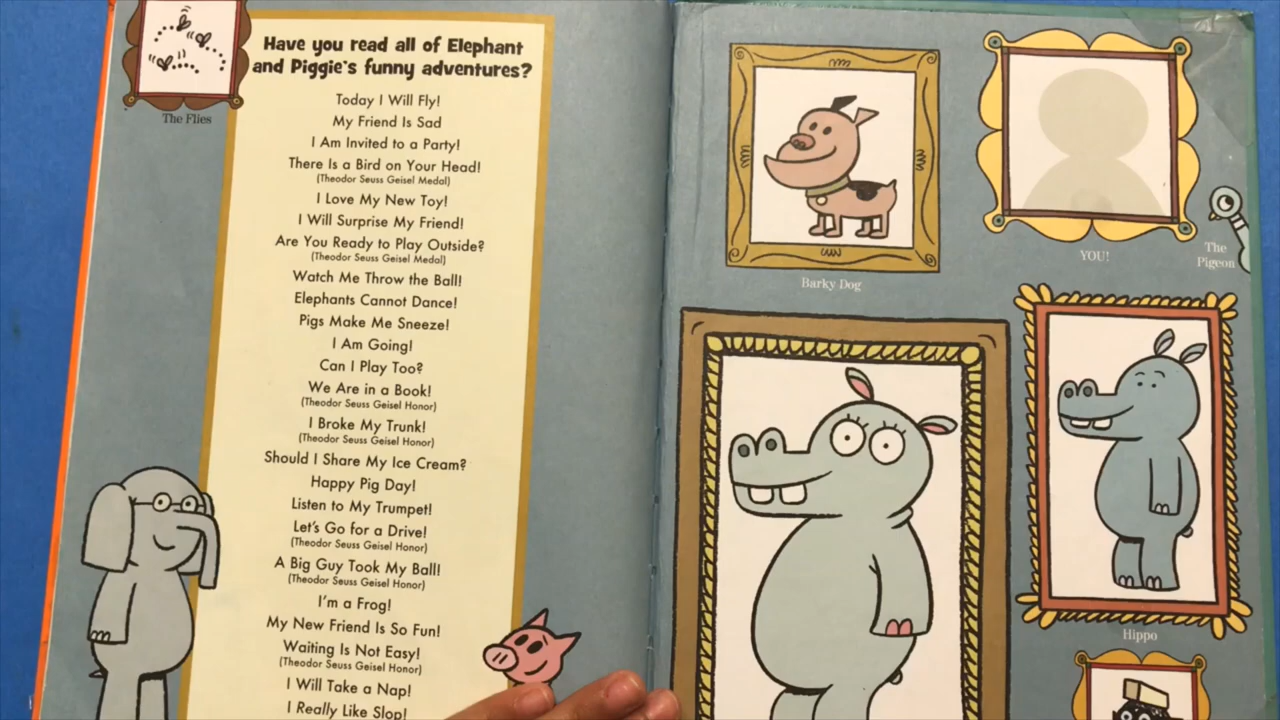 The Flies
Have you read all of Elephant
and Piggie's funny adventures?
Today I Will Fly!
My Friend Is Sad
I Am Invited to a Party!
There Is a Bird on Your Head!
(Theodor Seuss Geisel Medal)
I Love My New Toy!
I Will Surprise My Friend!
Are You Ready to Play Outside?
(Theodor Seuss Geisel Medal)
Watch Me Throw the Ball!
Elephants Cannot Dance!
Pigs Make Me Sneeze!
I Am Going!
Can I Play Too?
We Are in a Book!
(Theodor Seuss Geisel Honor)
I Broke My Trunk!
(Theodor Seuss Geisel Honor)
Should I Share My Ice Cream?
Happy Pig Day!
Listen to My Trumpet!
Let's Go for a Drive!
(Theodor Seuss Geisel Honor)
A Big Guy Took My Ball!
(Theodor Seuss Geisel Honor)
I'm a Frog!
My New Friend Is So Fun!
Waiting Is Not Easy!
(Theodor Seuss Geisel Honor)
I Will Take a Nap!
I Really Like Slop!
Barky Dog
YOU!
The
Pigeon
Hippo